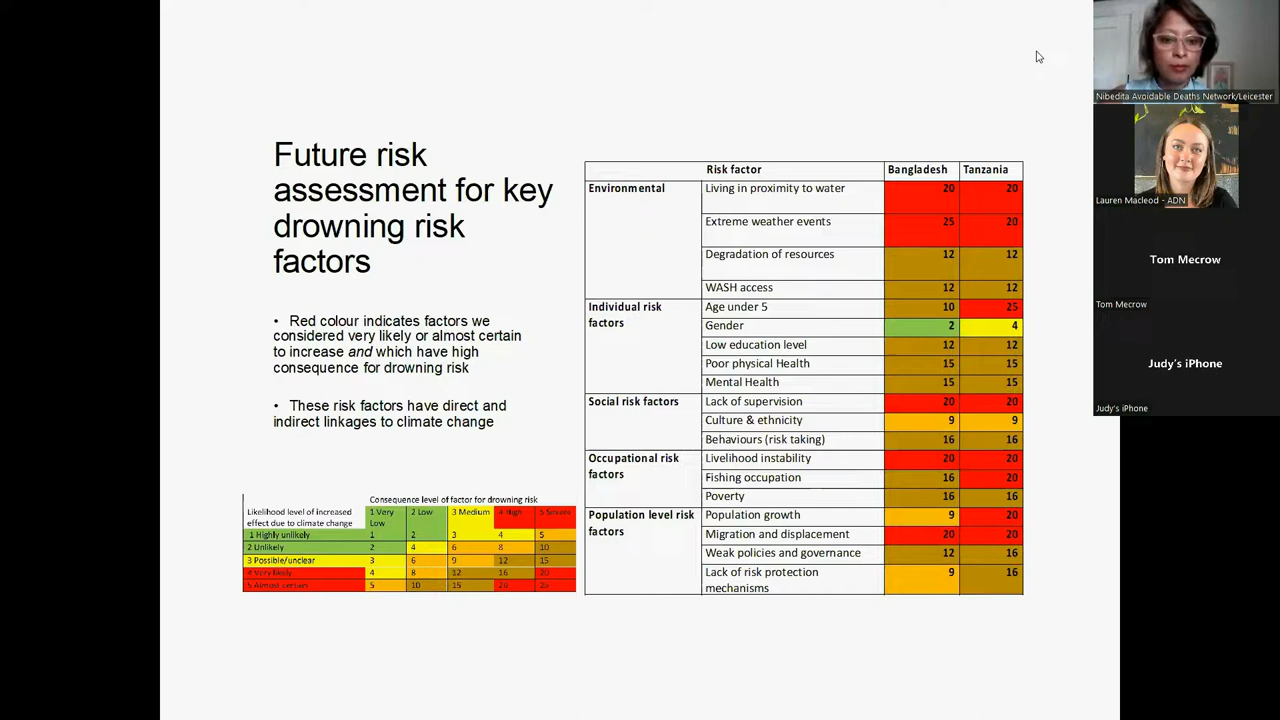 Future risk
assessment for key
drowning risk
factors
• Red colour indicates factors we
considered very likely or almost certain
to increase and which have high
consequence for drowning risk
• These risk factors have direct and
indirect linkages to climate change
Consequence level of factor for drowning risk
Likelihood level of increased effect due to climate change 1 Very Low 2 Low 3 Medium 4 High 5 Severe
1 Highly unlikely 1 2 3 4 5
2 Unlikely 2 4 6 8 10
3 Possible/unclear 3 6 9 12 15
4 Very likely 4 8 12 16 20
5 Almost certain 5 10 15 20 25
Risk factor Bangladesh Tanzania
Environmental Living in proximity to water 20 20
Extreme weather events 25 20
Degradation of resources 12 12
WASH access 12 12
Individual risk factors Age under 5 10 25
Gender 2 4
Low education level 12 12
Poor physical Health 15 15
Mental Health 15 15
Social risk factors Lack of supervision 20 20
Culture & ethnicity 9 9
Behaviours (risk taking) 16 16
Occupational risk factors Livelihood instability 20 20
Fishing occupation 16 20
Poverty 16 16
Population level risk factors Population growth 9 20
Migration and displacement 20 20
Weak policies and governance 12 16
Lack of risk protection mechanisms 9 16
Nibedita Avoidable Deaths Network/Leicester
Lauren Macleod - ADN
Tom Mecrow
Tom Mecrow
Judy's iPhone
Judy's iPhone